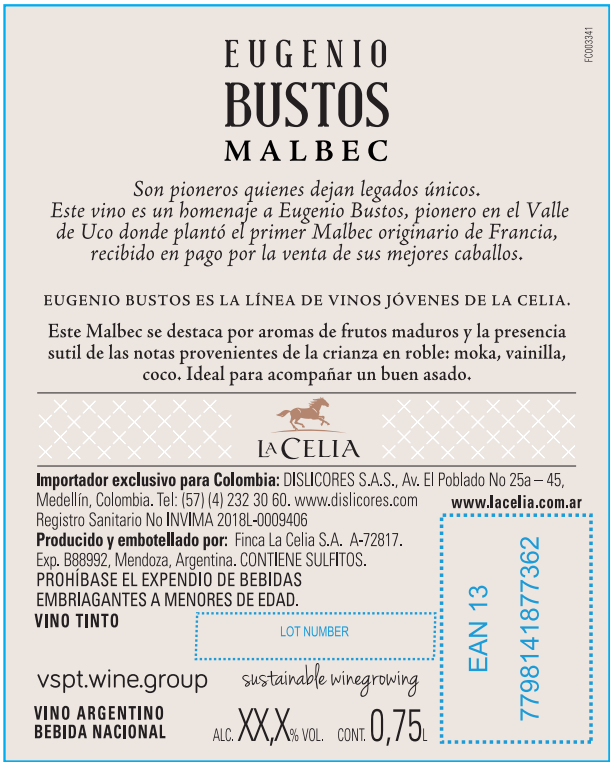 FC003341
EUGENIO
BUSTOS
MALBEC
Son pioneros quienes dejan legados únicos.
Este vino es un homenaje a Eugenio Bustos, pionero en el Valle
de Uco donde plantó el primer Malbec originario de Francia,
recibido en pago por la venta de sus mejores caballos.
EUGENIO BUSTOS ES LA LÍNEA DE VINOS JÓVENES DE LA CELIA.
Este Malbec se destaca por aromas de frutos maduros y la presencia
sutil de las notas provenientes de la crianza en roble: moka, vainilla,
coco. Ideal para acompañar un buen asado.
LA CELIA
Importador exclusivo para Colombia: DISLICORES S.A.S., Av. El Poblado No 25a – 45,
Medellín, Colombia. Tel: (57) (4) 232 30 60. www.dislicores.com
www.lacelia.com.ar
Registro Sanitario No INVIMA 2018L-0009406
Producido y embotellado por: Finca La Celia S.A. A-72817.
Exp. B88992, Mendoza, Argentina. CONTIENE SULFITOS.
PROHÍBASE EL EXPENDIO DE BEBIDAS
EMBRIAGANTES A MENORES DE EDAD.
VINO TINTO
LOT NUMBER
EAN 13
7798141877362
vspt.wine.group
sustainable winegrowing
VINO ARGENTINO
BEBIDA NACIONAL
ALC. XX,X% VOL. CONT. 0,75L